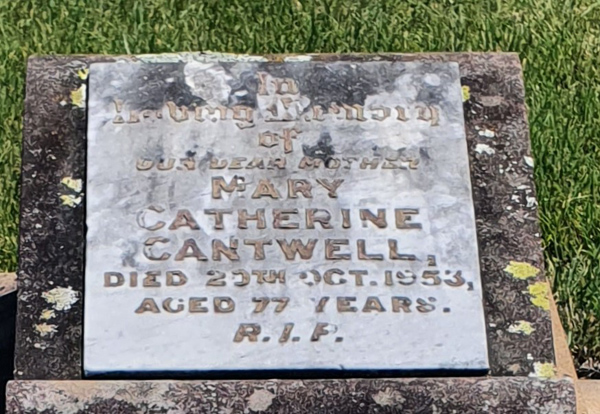 In
Loving Memory
of
OUR DEAR MOTHER
MARY
CATHERINE
CANTWELL,
DIED 29TH OCT. 1953,
AGED 77 YEARS.
R.I.P.